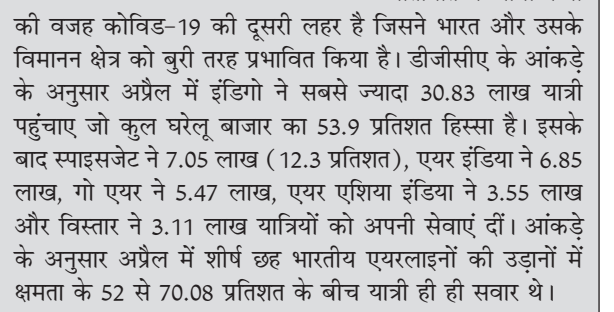 की वजह कोविड-19 की दूसरी लहर है जिसने भारत और उसके
विमानन क्षेत्र को बुरी तरह प्रभावित किया है। डीजीसीए के आंकड़े
के अनुसार अप्रैल में इंडिगो ने सबसे ज्यादा 30.83 लाख यात्री
पहुंचाए जो कुल घरेलू बाजार का 53.9 प्रतिशत हिस्सा है। इसके
बाद स्पाइसजेट ने 7.05 लाख (12.3 प्रतिशत), एयर इंडिया ने 6.85
लाख, गो एयर ने 5.47 लाख, एयर एशिया इंडिया ने 3.55 लाख
और विस्तार ने 3.11 लाख यात्रियों को अपनी सेवाएं दीं। आंकड़े
के अनुसार अप्रैल में शीर्ष छह भारतीय एयरलाइनों की उड़ानों में
क्षमता के 52 से 70.08 प्रतिशत के बीच यात्री ही ही सवार थे।